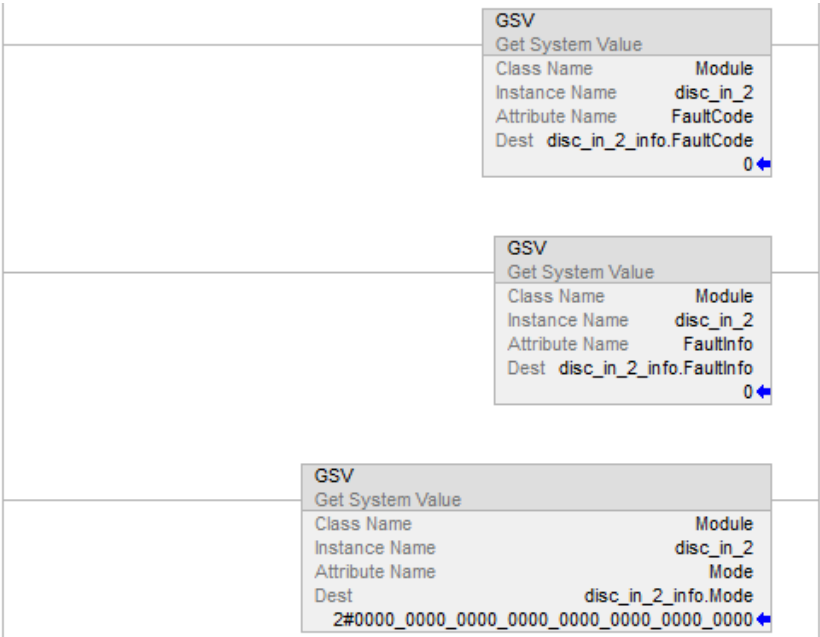 GSV
Get System Value
Class Name Module
Instance Name disc_in_2
Attribute Name FaultCode
Dest disc_in_2_info.FaultCode
0
GSV
Get System Value
Class Name Module
Instance Name disc_in_2
Attribute Name FaultInfo
Dest disc_in_2_info.FaultInfo
0
GSV
Get System Value
Class Name Module
Instance Name disc_in_2
Attribute Name Mode
Dest disc_in_2_info.Mode
2#0000_0000_0000_0000_0000_0000_0000_0000